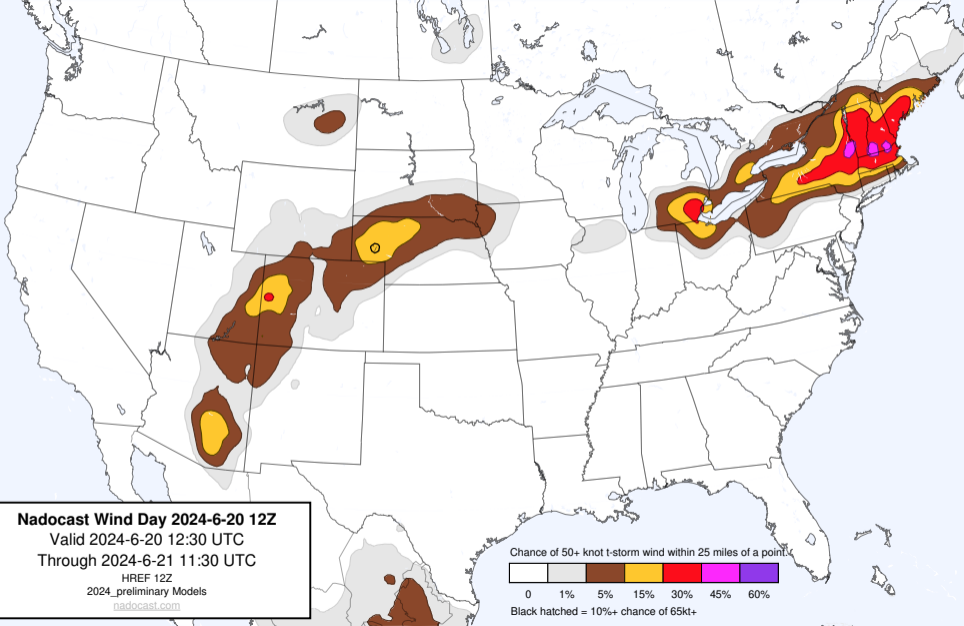 Nadocast Wind Day 2024-6-20 12Z
Valid 2024-6-20 12:30 UTC
Through 2024-6-21 11:30 UTC
HREF 12Z
2024_preliminary Models
nadocast.com
Chance of 50+ knot t-storm wind within 25 miles of a point.
0 1% 5% 15% 30% 45% 60%
Black hatched = 10%+ chance of 65kt+